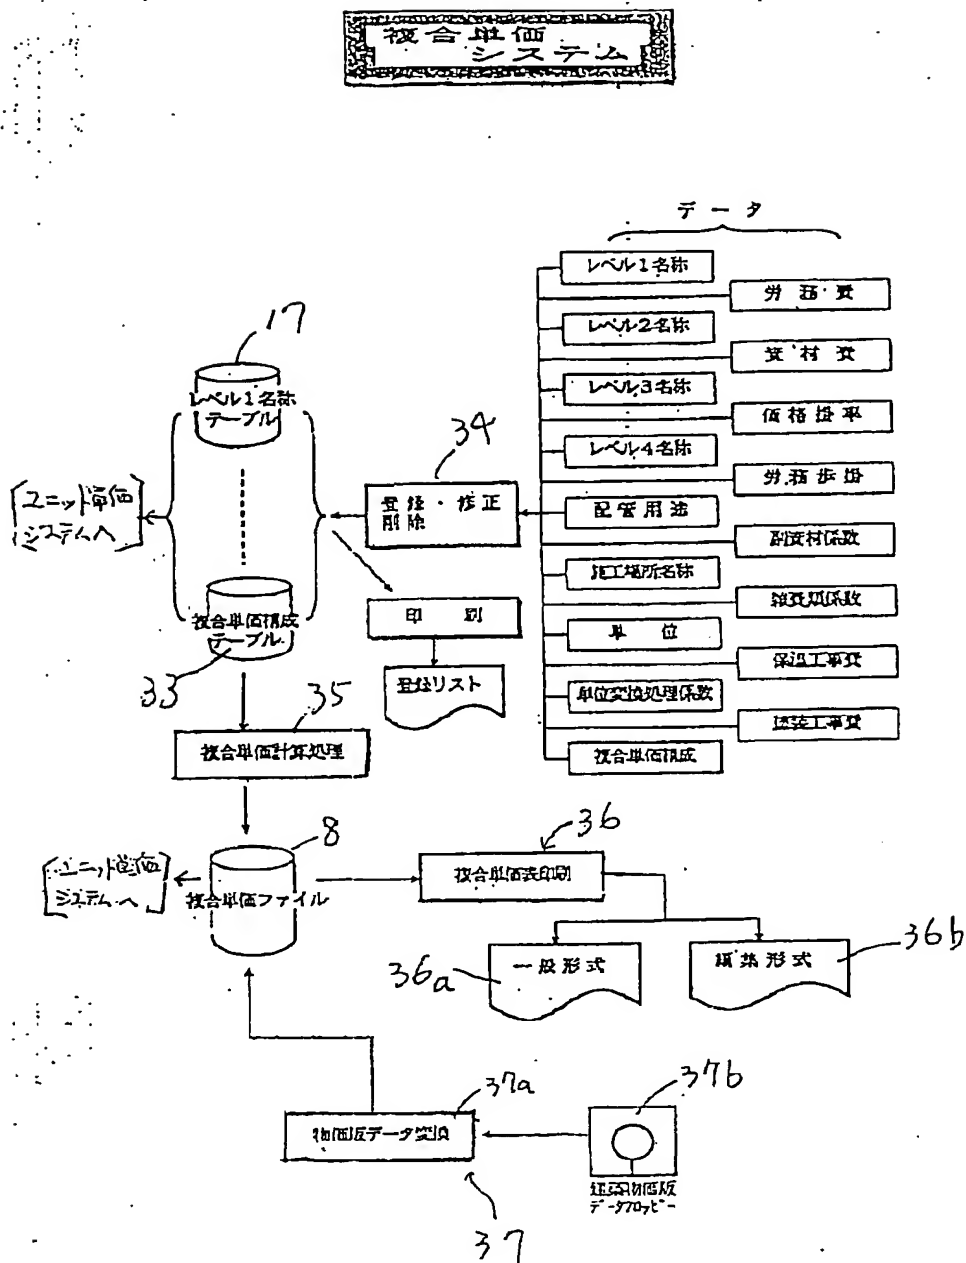 複合単価
システム
データ
レベル1名称
労務費
レベル2名称
資材費
レベル3名称
価格掛率
レベル4名称
労務歩掛
配管用途
副資材係数
施工場所名称
雑費類係数
単位
保温工事費
単位変換処理係数
塗装工事費
複合単価構成
17
レベル1名称
テーブル
34
登録・修正
削除
ユニット単価
システムへ
印刷
登録リスト
複合単価構成
テーブル
33
35
複合単価計算処理
8
複合単価ファイル
ユニット単価
システムへ
36
複合単価表印刷
36a
一般形式
36b
編集形式
37a
物価版データ変換
37b
建築物価版
データフロッピー
37